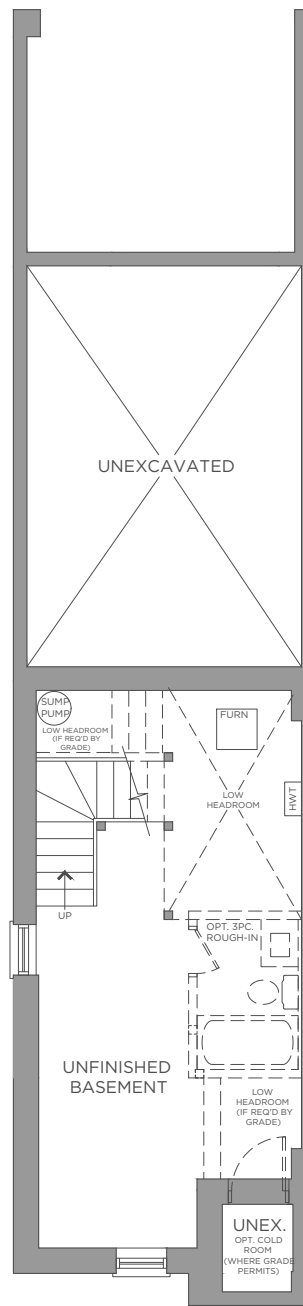 UNEXCAVATED
SUMP
PUMP
LOW HEADROOM
(IF REQ'D BY
GRADE)
FURN
HWT
LOW
HEADROOM
UP
OPT. 3PC.
ROUGH-IN
UNFINISHED
BASEMENT
LOW
HEADROOM
(IF REQ'D BY
GRADE)
UNEX.
OPT. COLD
ROOM
(WHERE GRADE
PERMITS)